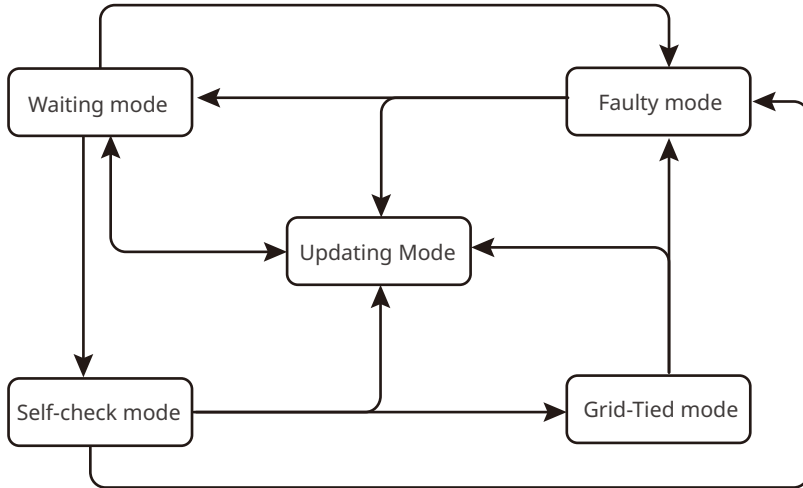 Waiting mode
Faulty mode
Updating Mode
Self-check mode
Grid-Tied mode